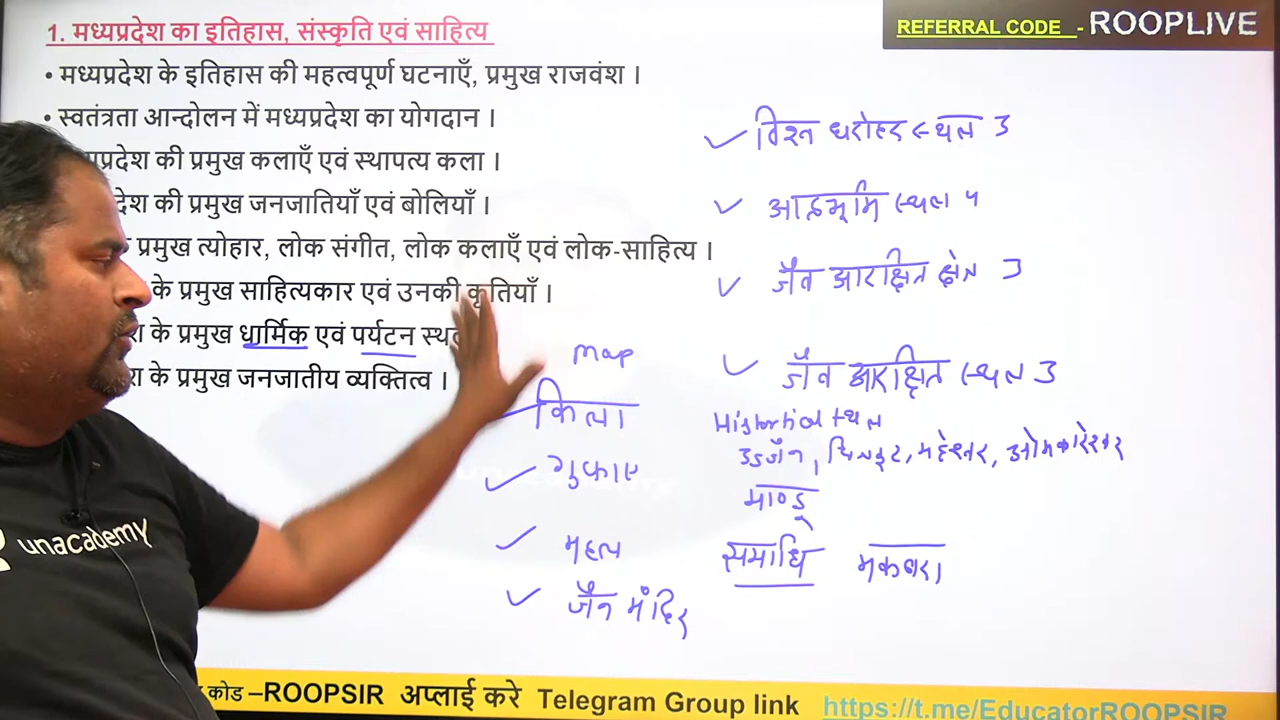 1. मध्यप्रदेश का इतिहास, संस्कृति एवं साहित्य
REFERRAL CODE - ROOPLIVE
• मध्यप्रदेश के इतिहास की महत्वपूर्ण घटनाएँ, प्रमुख राजवंश ।
• स्वतंत्रता आन्दोलन में मध्यप्रदेश का योगदान ।
प्रदेश की प्रमुख कलाएँ एवं स्थापत्य कला ।
देश की प्रमुख जनजातियाँ एवं बोलियाँ ।
प्रमुख त्योहार, लोक संगीत, लोक कलाएँ एवं लोक-साहित्य ।
के प्रमुख साहित्यकार एवं उनकी कृतियाँ ।
के प्रमुख धार्मिक एवं पर्यटन
के प्रमुख जनजातीय व्यक्तित्व ।
विश्व धरोहर स्थल 3
स्थल 4
जैव आरक्षित क्षेत्र 3
जैव आरक्षित स्थल 3
map
किला
गुफाए
महल
जैन मंदिर
स्थल
उज्जैन, महेश्वर, ओमकारेश्वर
माण्डू
समाधि मकबरा
unacademy
कोड –ROOPSIR अप्लाई करे Telegram Group link https://t.me/EducatorROOPSIR